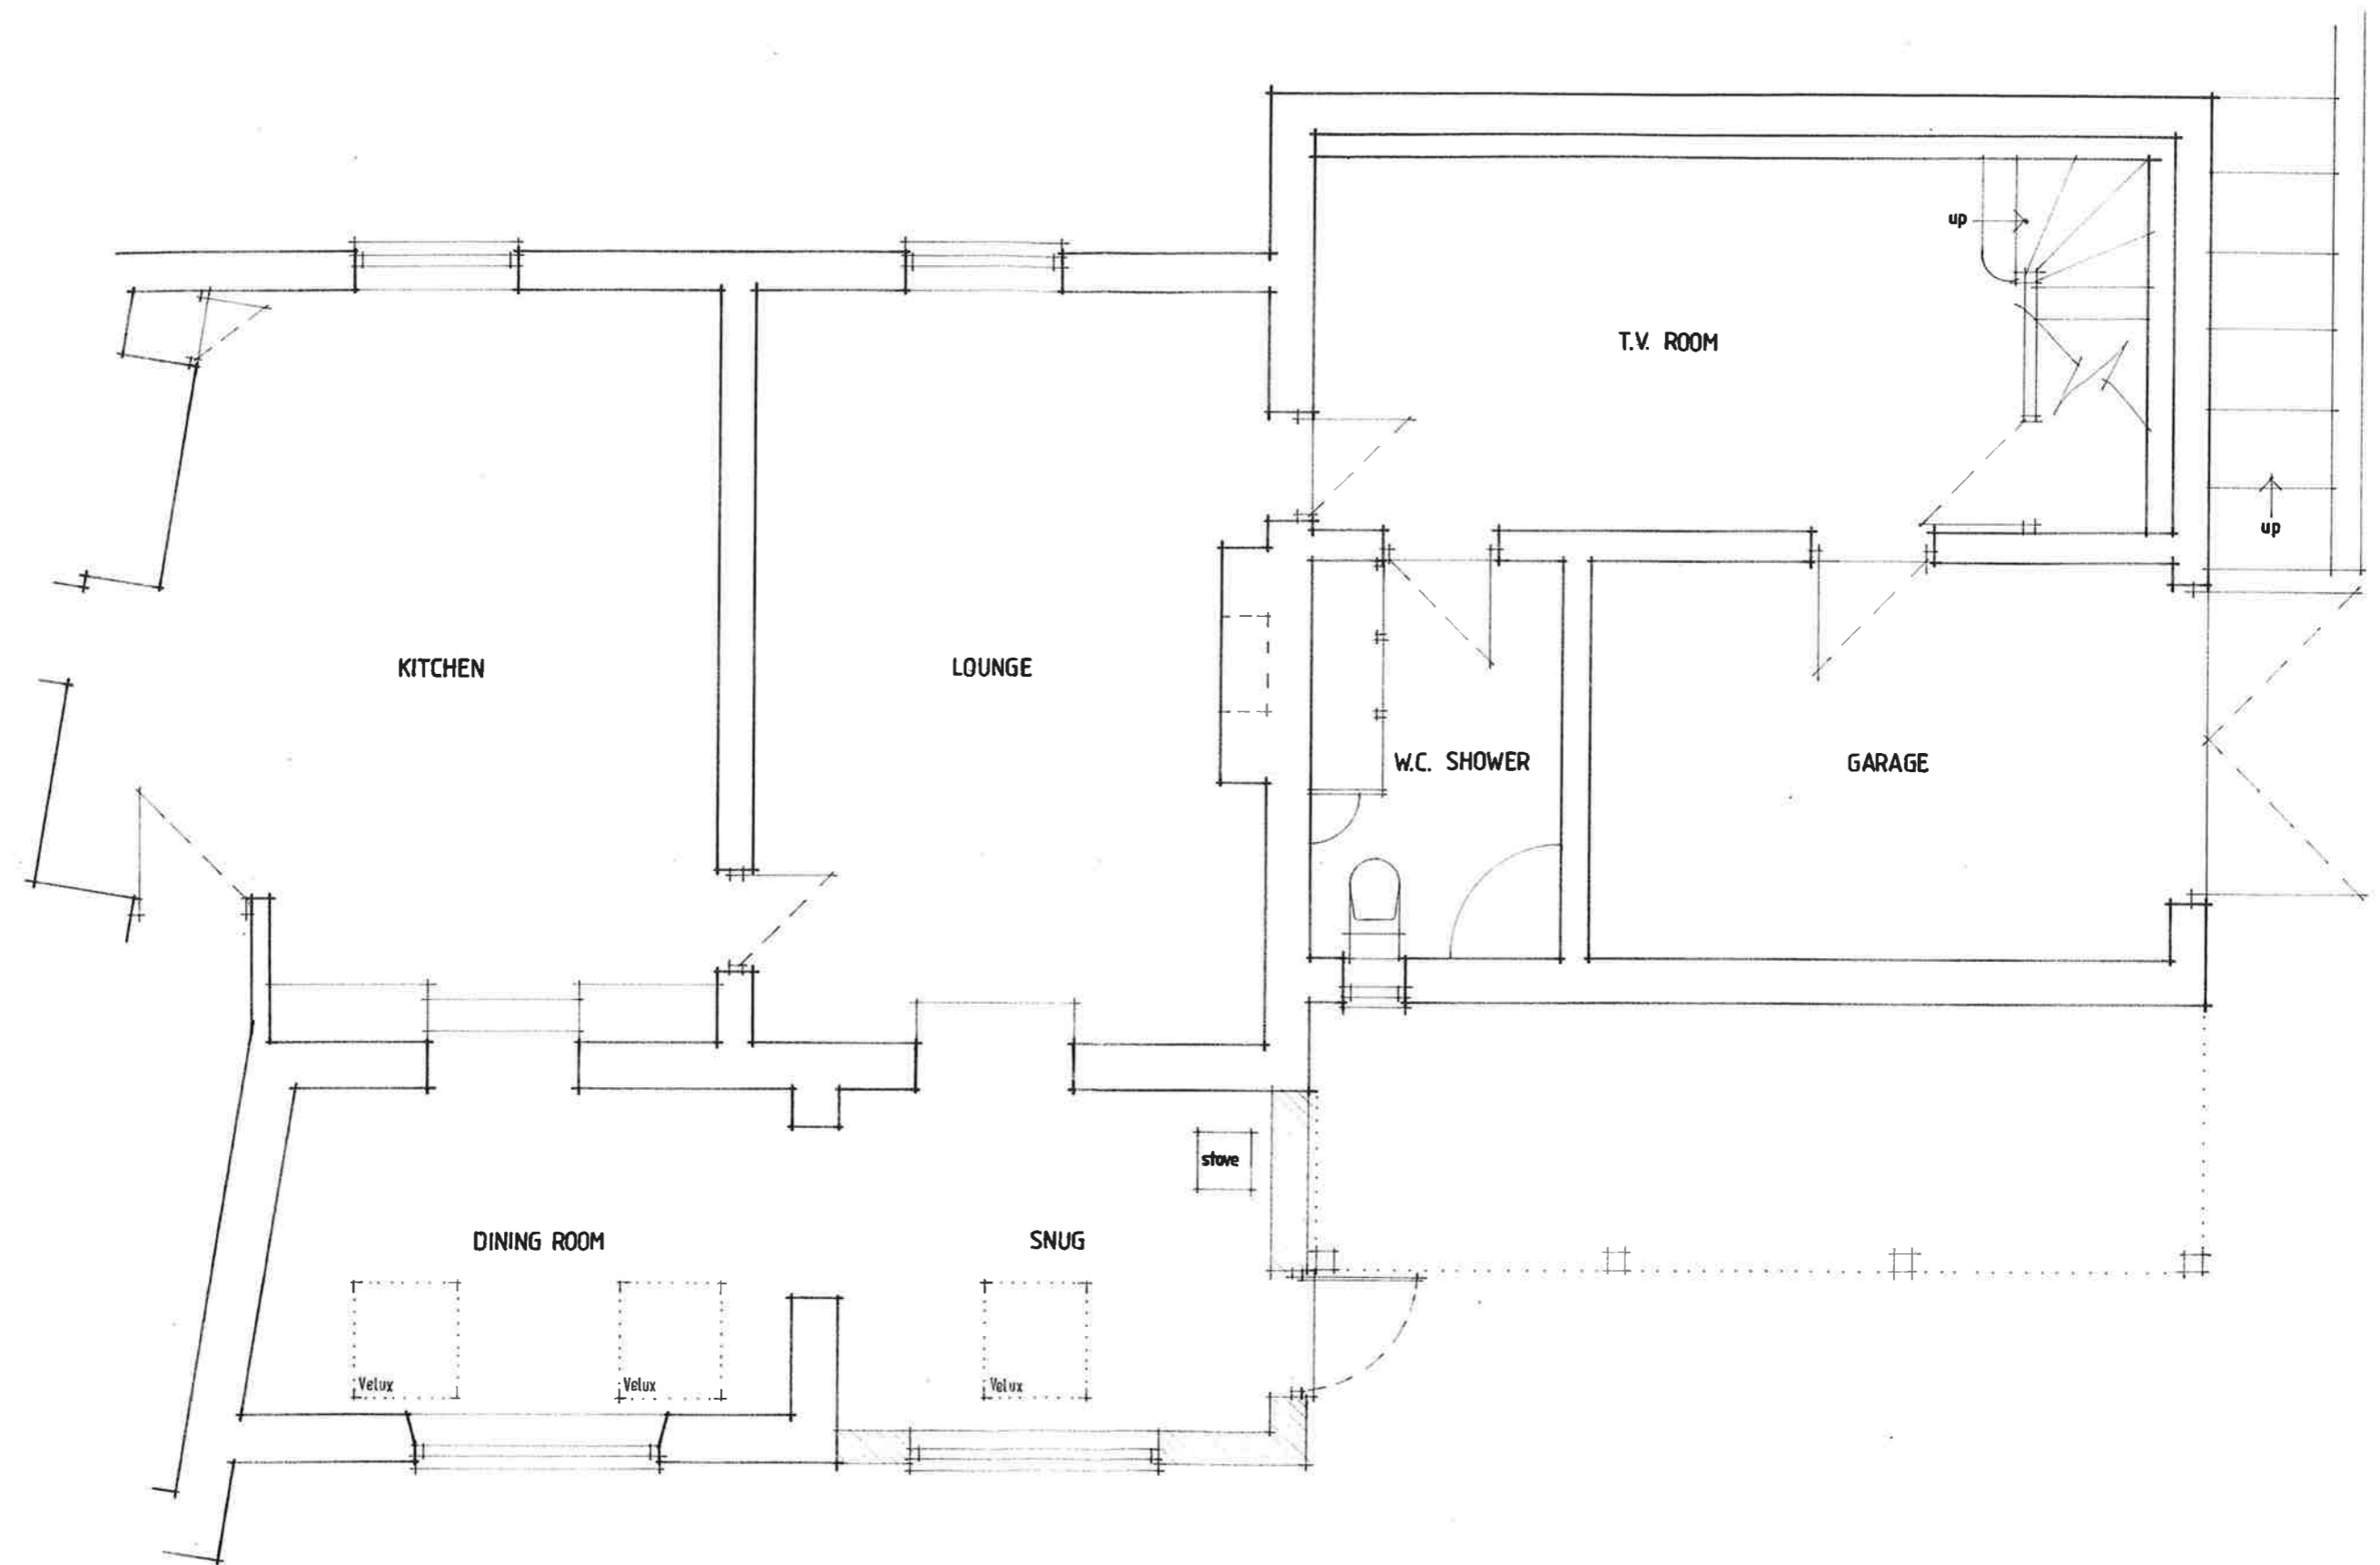 up
T.V. ROOM
up
KITCHEN
LOUNGE
W.C. SHOWER
GARAGE
stove
DINING ROOM
SNUG
Velux
Velux
Velux